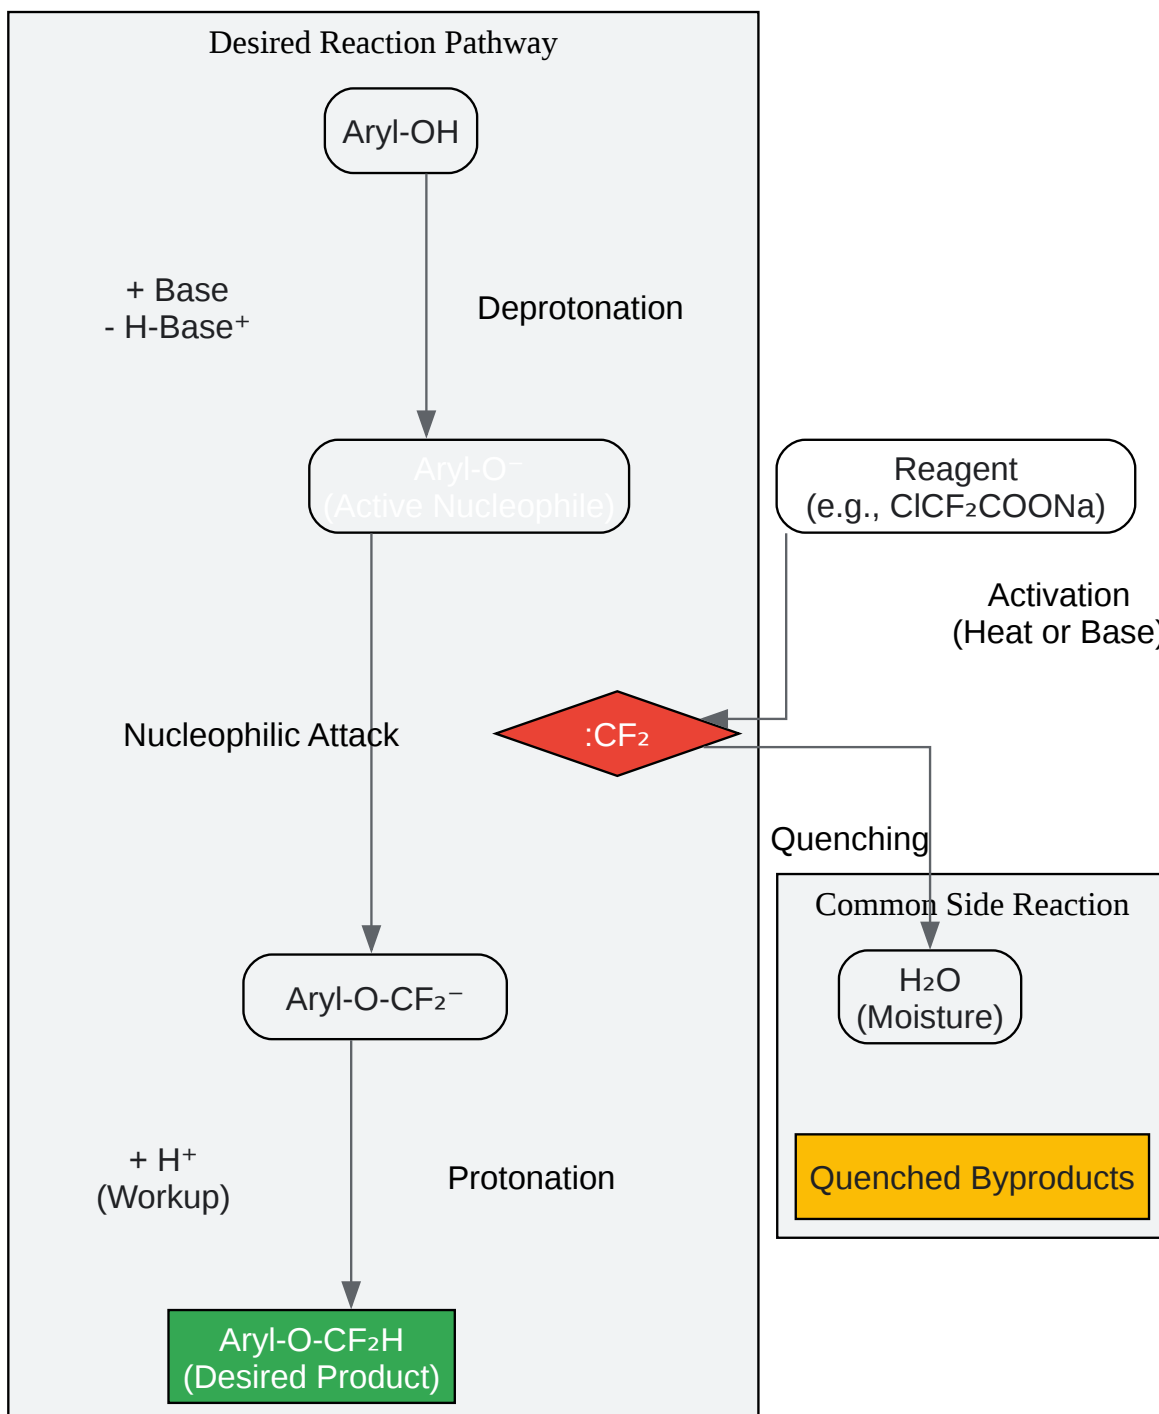 Desired Reaction Pathway
Aryl-OH
+ Base
- H-Base⁺
Deprotonation
Aryl-O⁻
(Active Nucleophile)
Reagent
(e.g., ClCF₂COONa)
Activation
(Heat or Base)
Nucleophilic Attack
:CF₂
Quenching
Common Side Reaction
Aryl-O-CF₂⁻
H₂O
(Moisture)
+ H⁺
(Workup)
Protonation
Quenched Byproducts
Aryl-O-CF₂H
(Desired Product)